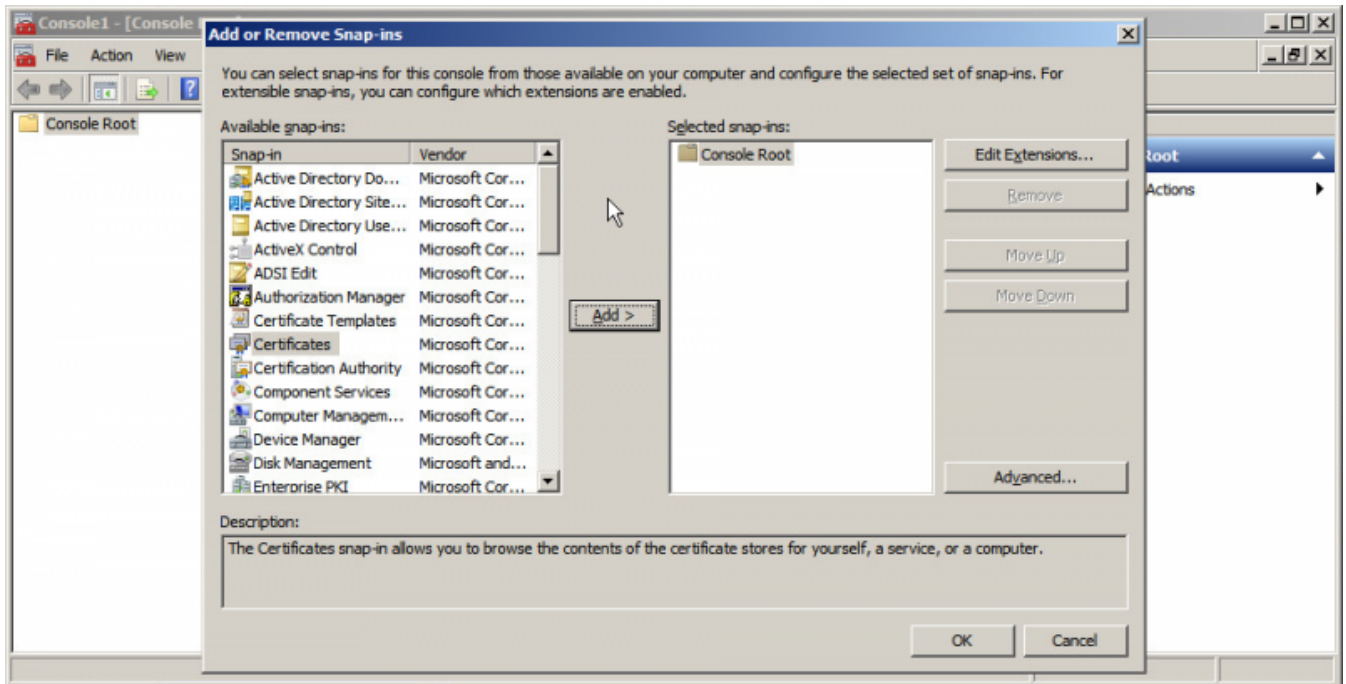 Console1 - [Console
Add or Remove Snap-ins
File Action View
You can select snap-ins for this console from those available on your computer and configure the selected set of snap-ins. For
extensible snap-ins, you can configure which extensions are enabled.
Console Root
Available snap-ins:
Snap-in Vendor
Active Directory Do... Microsoft Cor...
Active Directory Site... Microsoft Cor...
Active Directory Use... Microsoft Cor...
ActiveX Control Microsoft Cor...
ADSI Edit Microsoft Cor...
Authorization Manager Microsoft Cor...
Certificate Templates Microsoft Cor...
Certificates Microsoft Cor...
Certification Authority Microsoft Cor...
Component Services Microsoft Cor...
Computer Managem... Microsoft Cor...
Device Manager Microsoft Cor...
Disk Management Microsoft and...
Enterprise PKI Microsoft Cor...
Add >
Selected snap-ins:
Console Root
Edit Extensions...
Remove
Move Up
Move Down
Advanced...
Root
Actions
Description:
The Certificates snap-in allows you to browse the contents of the certificate stores for yourself, a service, or a computer.
OK Cancel